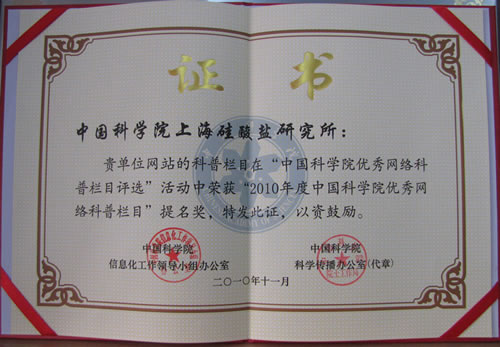 证 书
中国科学院上海硅酸盐研究所：
贵单位网站的科普栏目在“中国科学院优秀网络科
普栏目评选”活动中荣获“2010年度中国科学院优秀网
络科普栏目”提名奖，特发此证，以资鼓励。
中国科学院
信息化工作领导小组办公室
中国科学院
科学传播办公室(代章)
二○一○年十一月